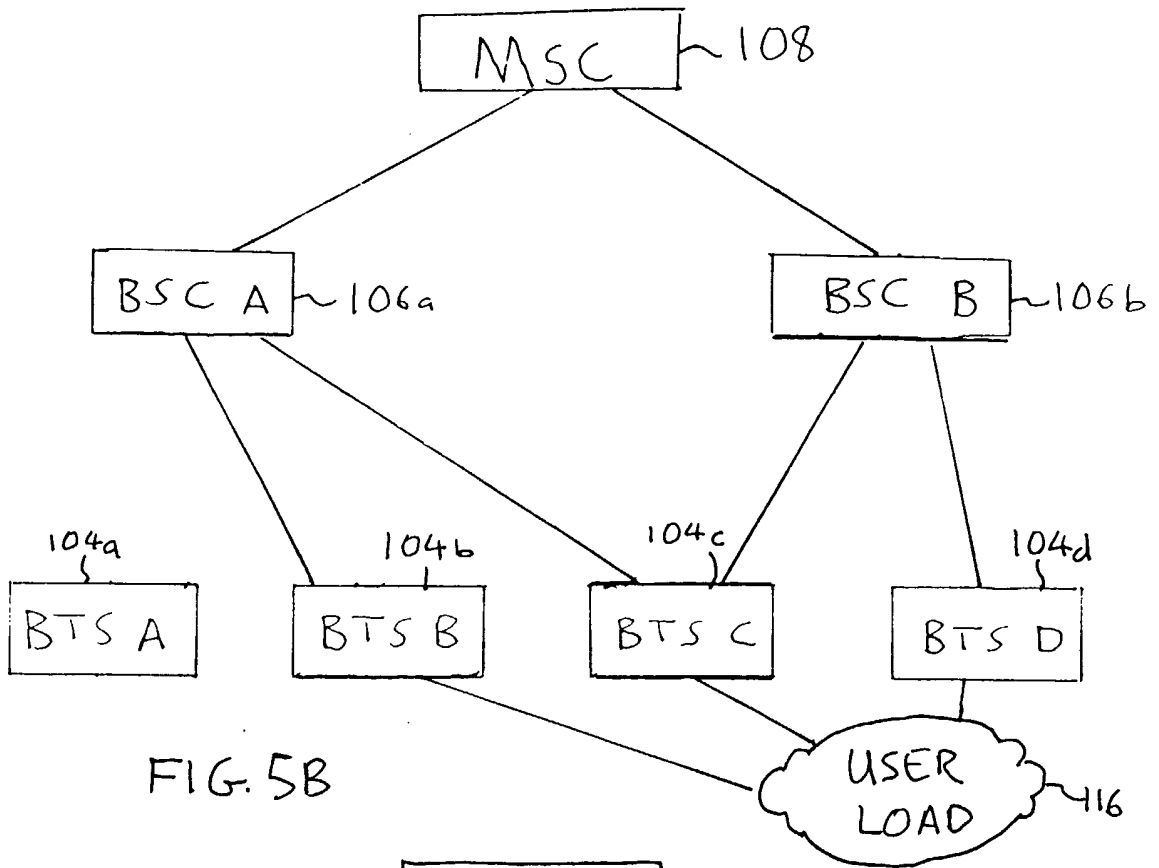 MSC
108
BSC A
106a
BSC B
106b
104a
104b
104c
104d
BTS A
BTS B
BTS C
BTS D
FIG. 5B
USER
LOAD
116